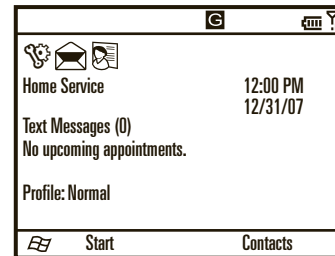 G
Home Service 12:00 PM
12/31/07
Text Messages (0)
No upcoming appointments.
Profile: Normal
Start Contacts